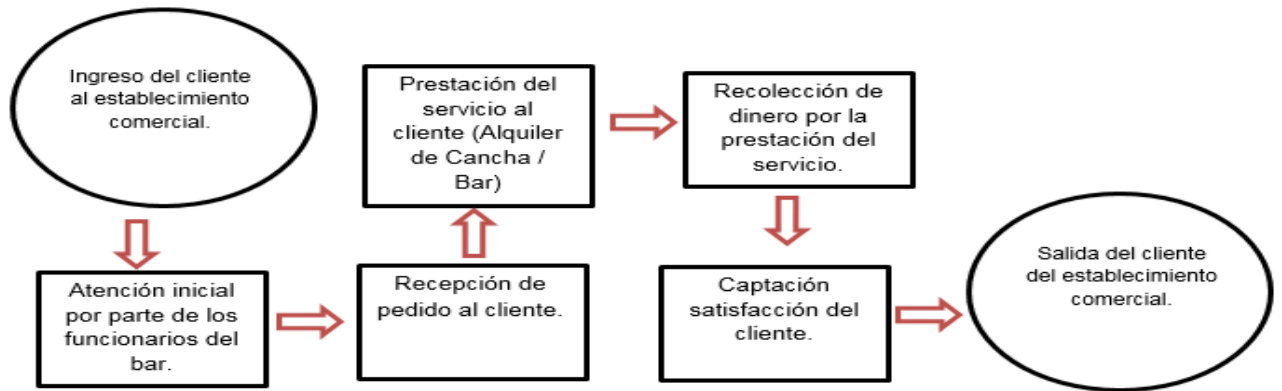 Ingreso del cliente
al establecimiento
comercial.
Atención inicial
por parte de los
funcionarios del
bar.
Recepción de
pedido al cliente.
Prestación del
servicio al
cliente (Alquiler
de Cancha /
Bar)
Recolección de
dinero por la
prestación del
servicio.
Captación
satisfacción del
cliente.
Salida del cliente
del establecimiento
comercial.